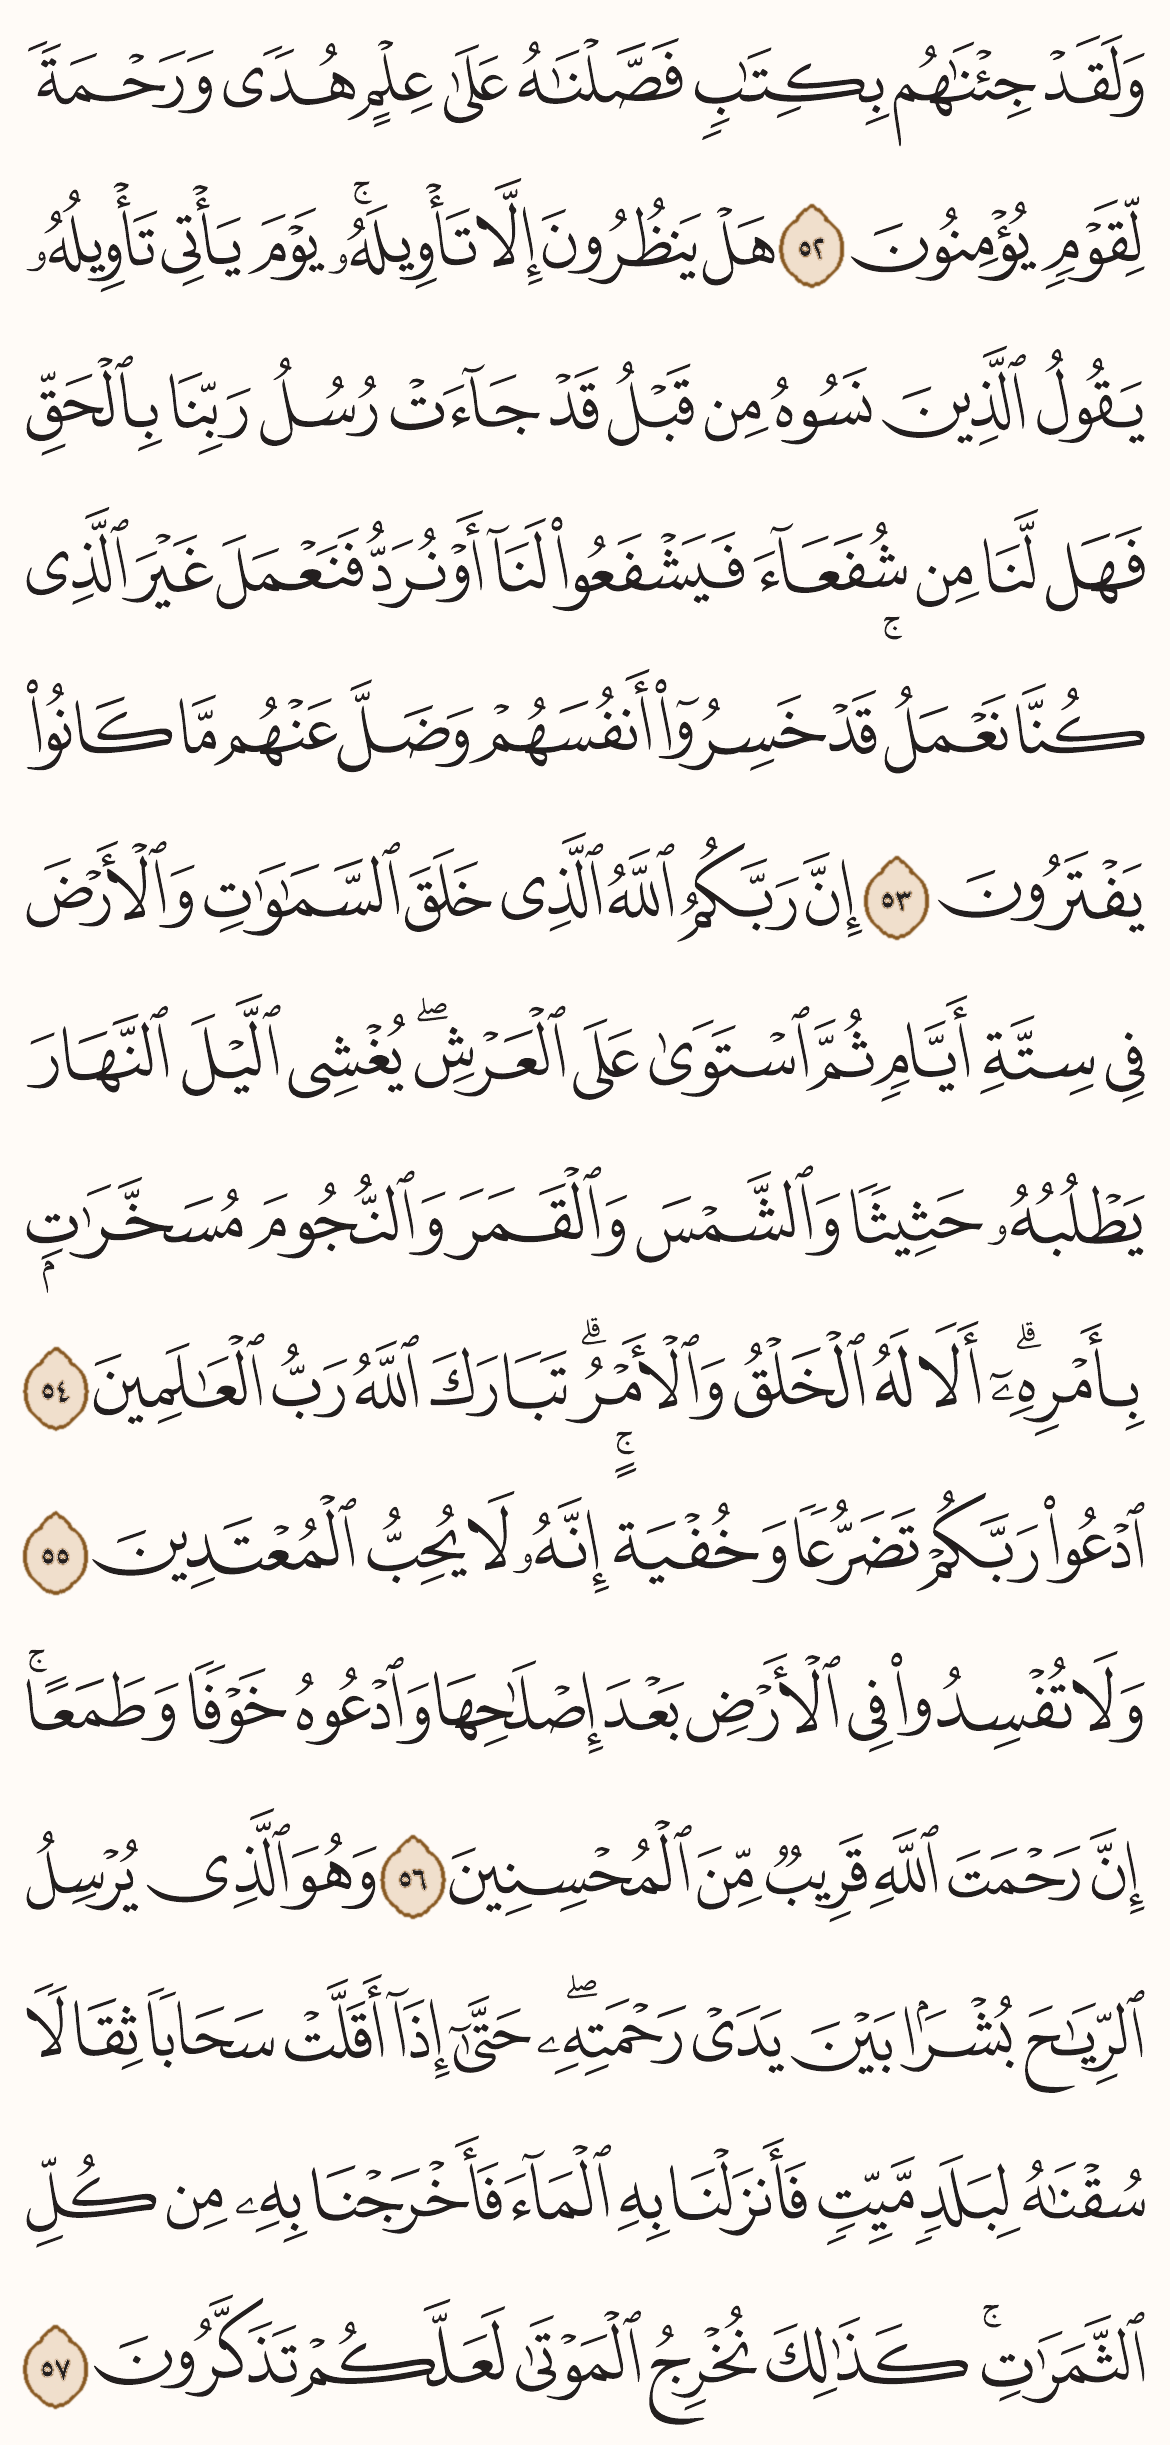 وَلَقَدْ جِئْنَـٰهُم بِكِتَـٰبٍ فَصَّلْنَـٰهُ عَلَىٰ عِلْمٍ هُدًى وَرَحْمَةً
لِّقَوْمٍ يُؤْمِنُونَ ٥٢ هَلْ يَنظُرُونَ إِلَّا تَأْوِيلَهُۥ ۚ يَوْمَ يَأْتِى تَأْوِيلُهُۥ
يَقُولُ ٱلَّذِينَ نَسُوهُ مِن قَبْلُ قَدْ جَآءَتْ رُسُلُ رَبِّنَا بِٱلْحَقِّ
فَهَل لَّنَا مِن شُفَعَآءَ فَيَشْفَعُوا۟ لَنَآ أَوْ نُرَدُّ فَنَعْمَلَ غَيْرَ ٱلَّذِى
كُنَّا نَعْمَلُ ۚ قَدْ خَسِرُوٓا۟ أَنفُسَهُمْ وَضَلَّ عَنْهُم مَّا كَانُوا۟
يَفْتَرُونَ ٥٣ إِنَّ رَبَّكُمُ ٱللَّهُ ٱلَّذِى خَلَقَ ٱلسَّمَـٰوَٰتِ وَٱلْأَرْضَ
فِى سِتَّةِ أَيَّامٍ ثُمَّ ٱسْتَوَىٰ عَلَى ٱلْعَرْشِ ۖ يُغْشِى ٱلَّيْلَ ٱلنَّهَارَ
يَطْلُبُهُۥ حَثِيثًا وَٱلشَّمْسَ وَٱلْقَمَرَ وَٱلنُّجُومَ مُسَخَّرَٰتٍۭ
بِأَمْرِهِۦٓ ۗ أَلَا لَهُ ٱلْخَلْقُ وَٱلْأَمْرُ ۗ تَبَارَكَ ٱللَّهُ رَبُّ ٱلْعَـٰلَمِينَ ٥٤
ٱدْعُوا۟ رَبَّكُمْ تَضَرُّعًا وَخُفْيَةً ۚ إِنَّهُۥ لَا يُحِبُّ ٱلْمُعْتَدِينَ ٥٥
وَلَا تُفْسِدُوا۟ فِى ٱلْأَرْضِ بَعْدَ إِصْلَـٰحِهَا وَٱدْعُوهُ خَوْفًا وَطَمَعًا ۚ
إِنَّ رَحْمَتَ ٱللَّهِ قَرِيبٌ مِّنَ ٱلْمُحْسِنِينَ ٥٦ وَهُوَ ٱلَّذِى يُرْسِلُ
ٱلرِّيَـٰحَ بُشْرًۢا بَيْنَ يَدَىْ رَحْمَتِهِۦ ۖ حَتَّىٰٓ إِذَآ أَقَلَّتْ سَحَابًا ثِقَالًا
سُقْنَـٰهُ لِبَلَدٍ مَّيِّتٍ فَأَنزَلْنَا بِهِ ٱلْمَآءَ فَأَخْرَجْنَا بِهِۦ مِن كُلِّ
ٱلثَّمَرَٰتِ ۚ كَذَٰلِكَ نُخْرِجُ ٱلْمَوْتَىٰ لَعَلَّكُمْ تَذَكَّرُونَ ٥٧